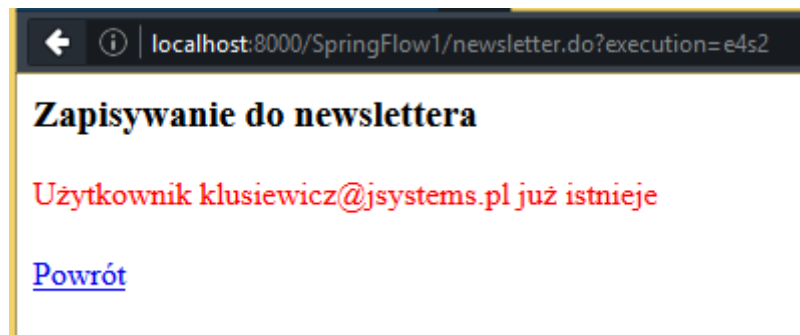 localhost:8000/SpringFlow1/newsletter.do?execution=e4s2
Zapisywanie do newslettera
Użytkownik klusiewicz@jsystems.pl już istnieje
Powrót